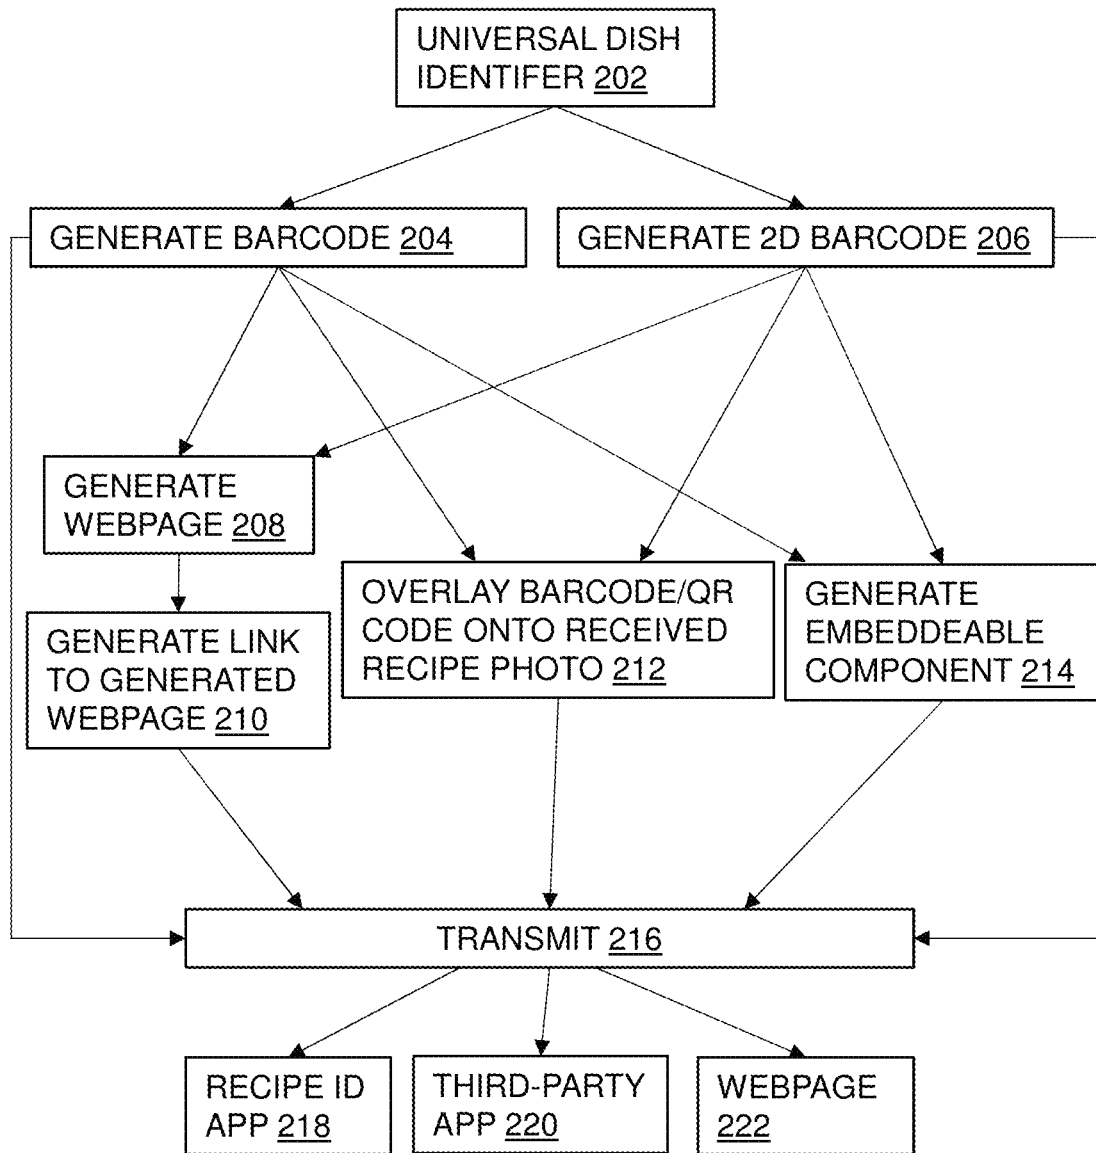 UNIVERSAL DISH
IDENTIFER 202
GENERATE BARCODE 204
GENERATE 2D BARCODE 206
GENERATE
WEBPAGE 208
GENERATE LINK
TO GENERATED
WEBPAGE 210
OVERLAY BARCODE/QR
CODE ONTO RECEIVED
RECIPE PHOTO 212
GENERATE
EMBEDDEABLE
COMPONENT 214
TRANSMIT 216
RECIPE ID
APP 218
THIRD-PARTY
APP 220
WEBPAGE
222